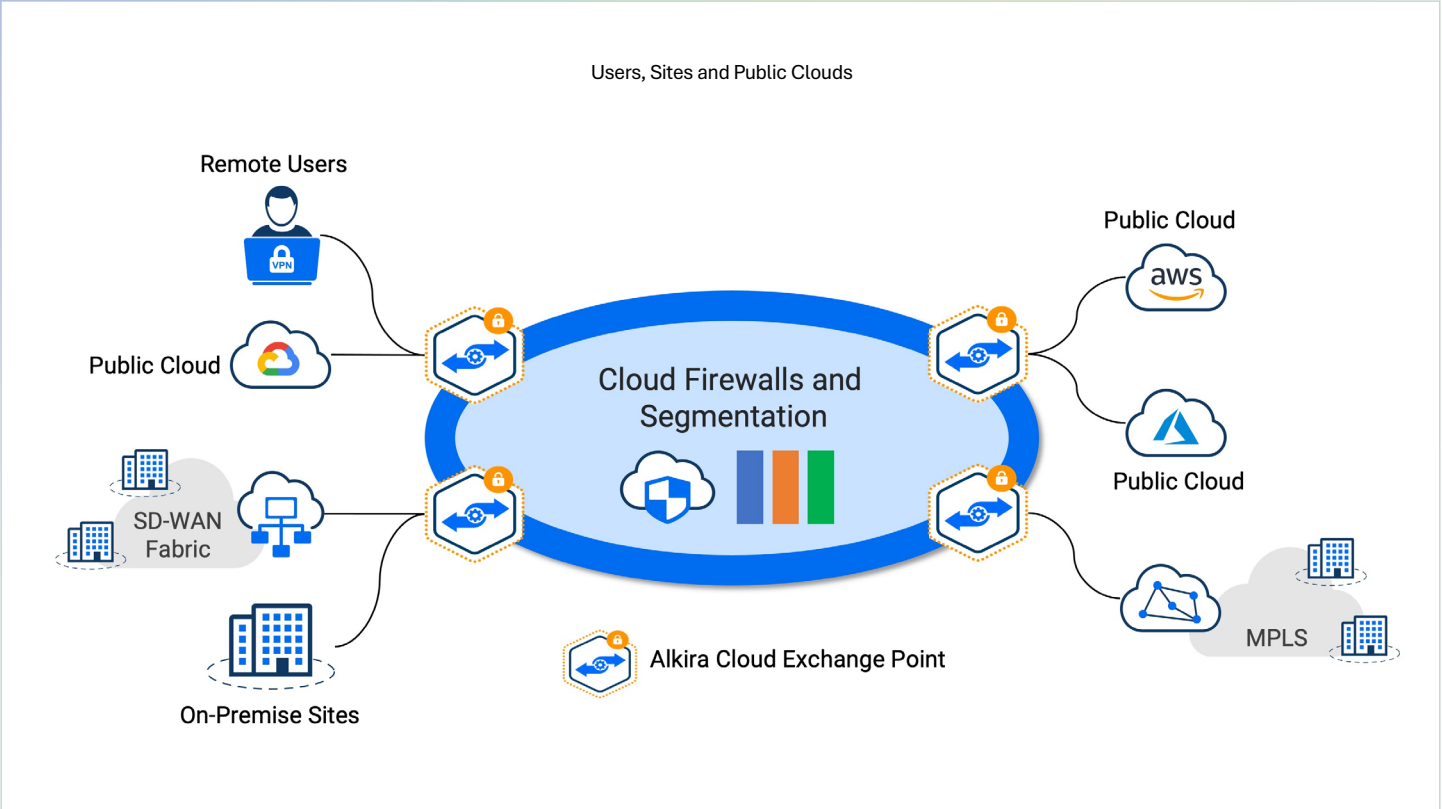 Users, Sites and Public Clouds
Remote Users
VPN
Public Cloud
Public Cloud
aws
Cloud Firewalls and
Segmentation
Public Cloud
SD-WAN
Fabric
MPLS
Alkira Cloud Exchange Point
On-Premise Sites